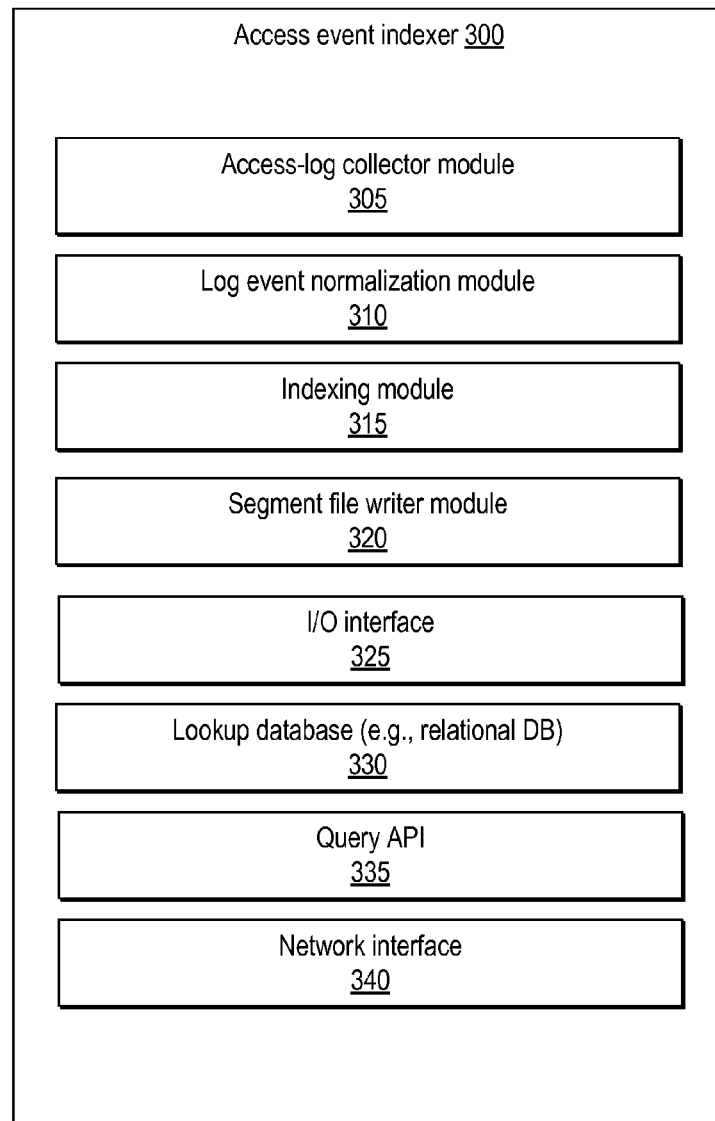 Access event indexer 300
Access-log collector module
305
Log event normalization module
310
Indexing module
315
Segment file writer module
320
I/O interface
325
Lookup database (e.g., relational DB)
330
Query API
335
Network interface
340